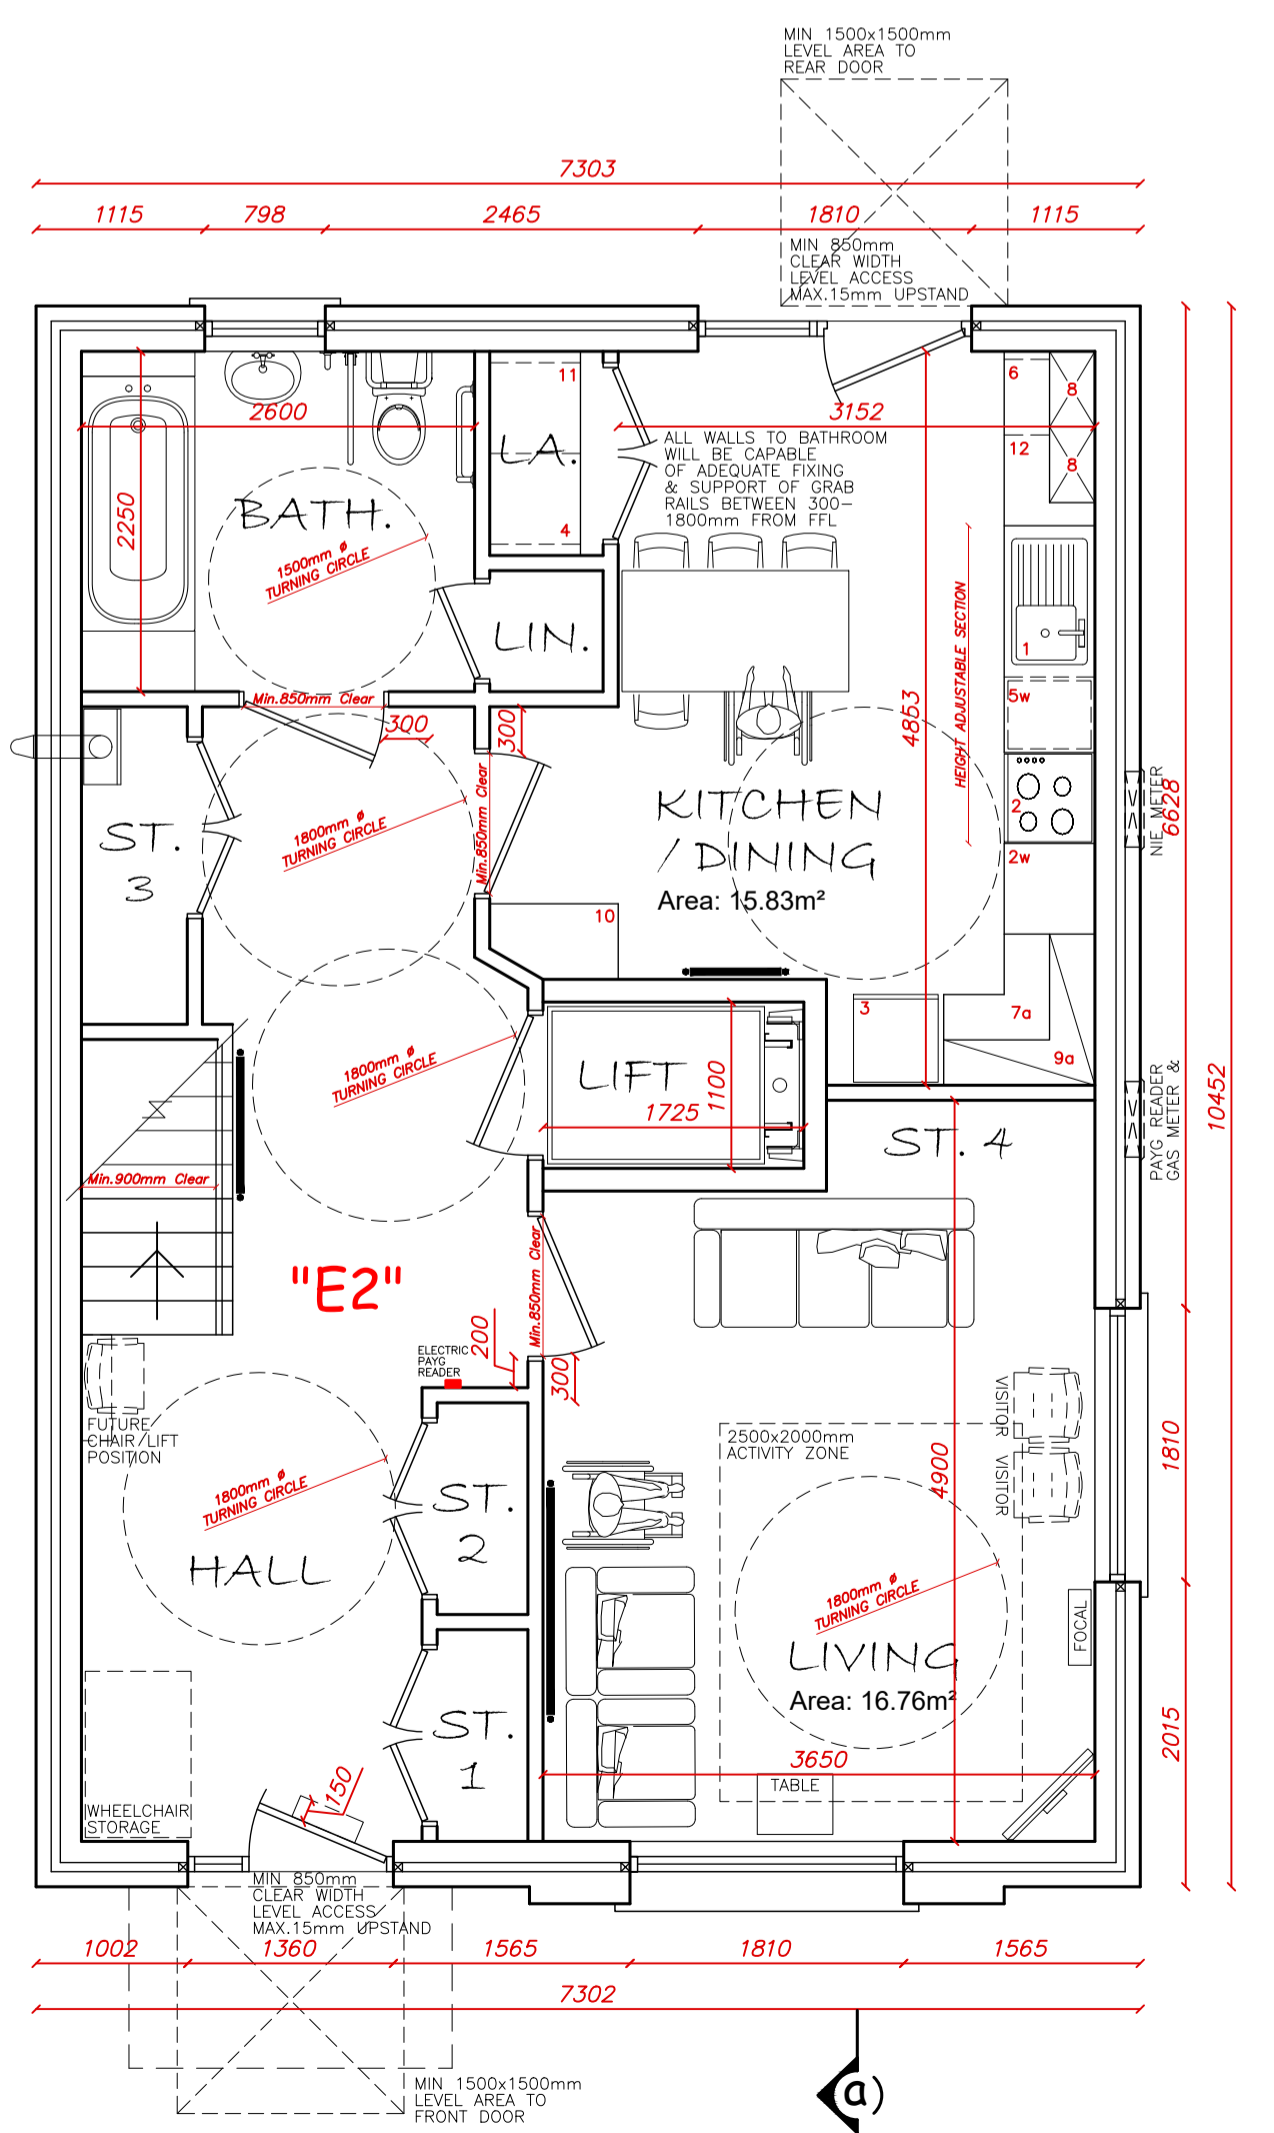 MIN 1500x1500mm
LEVEL AREA TO
REAR DOOR
7303
1115
798
2465
1810
1115
MIN 850mm
CLEAR WIDTH
LEVEL ACCESS
MAX.15mm UPSTAND
11
6
8
2600
3152
LA.
ALL WALLS TO BATHROOM
WILL BE CAPABLE
OF ADEQUATE FIXING
& SUPPORT OF GRAB
RAILS BETWEEN 300-
1800mm FROM FFL
12
8
2250
BATH.
4
1500mm ø
TURNING CIRCLE
LIN.
HEIGHT ADJUSTABLE SECTION
1
Min.850mm Clear
300
300
5w
4853
ST.
3
1800mm ø
TURNING CIRCLE
Min.850mm Clear
KITCHEN
/DINING
Area: 15.83m²
2
2w
NIE METER
6628
10
3
7a
9a
1800mm ø
TURNING CIRCLE
LIFT
1100
1725
ST. 4
PAYG READER
GAS METER &
10452
Min.900mm Clear
"E2"
Min.850mm Clear
200
300
ELECTRIC
PAYG
READER
FUTURE
CHAIR/LIFT
POSITION
2500x2000mm
ACTIVITY ZONE
4900
VISITOR
VISITOR
1810
1800mm ø
TURNING CIRCLE
ST.
2
HALL
1800mm ø
TURNING CIRCLE
LIVING
Area: 16.76m²
FOCAL
ST.
1
2015
3650
TABLE
150
WHEELCHAIR
STORAGE
MIN 850mm
CLEAR WIDTH
LEVEL ACCESS
MAX.15mm UPSTAND
1002
1360
1565
1810
1565
7302
MIN 1500x1500mm
LEVEL AREA TO
FRONT DOOR
a)